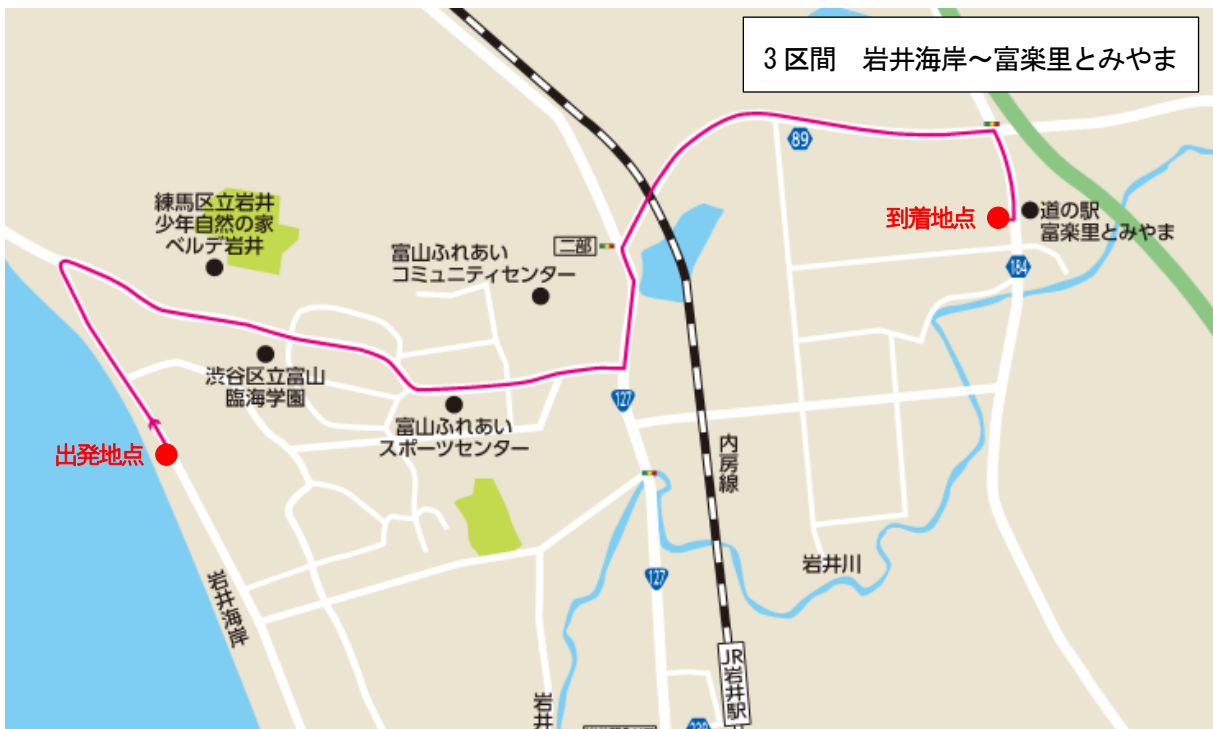 3区間　岩井海岸～富楽里とみやま
89
練馬区立岩井
少年自然の家
ベルデ岩井
到着地点
道の駅
富楽里とみやま
二部
富山ふれあい
コミュニティセンター
184
渋谷区立富山
臨海学園
127
富山ふれあい
スポーツセンター
出発地点
内房線
岩井川
127
岩井海岸
JR岩井駅
岩井